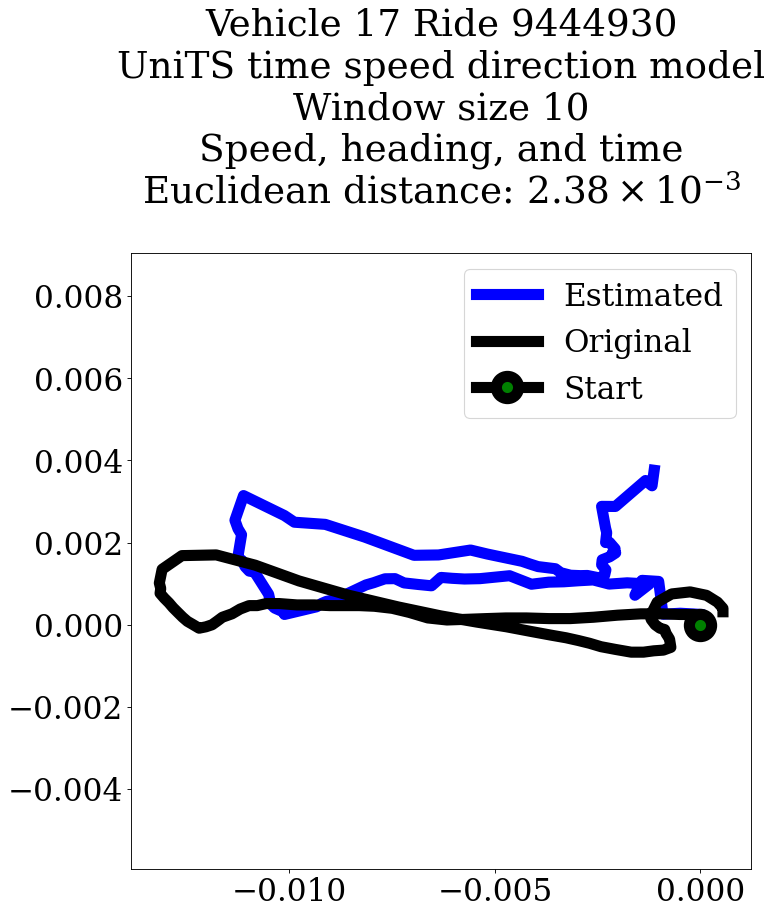 Vehicle 17 Ride 9444930
UniTS time speed direction model
Window size 10
Speed, heading, and time
Euclidean distance: 2.38 × 10⁻³
Estimated
Original
Start
0.008
0.006
0.004
0.002
0.000
−0.002
−0.004
−0.010
−0.005
0.000